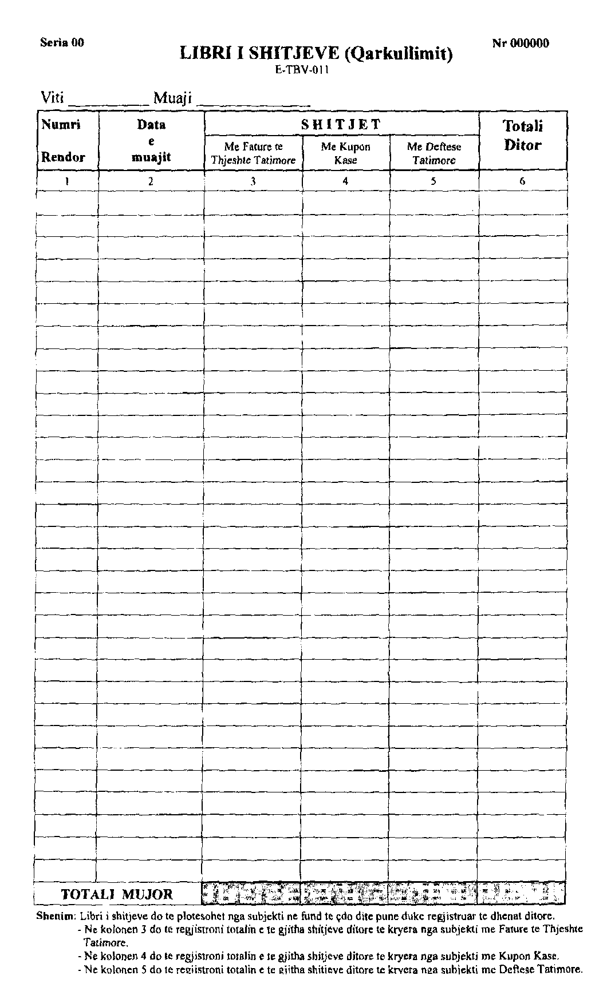 Seria 00 Nr 000000
LIBRI I SHITJEVE (Qarkullimit)
E-TBV-011
Viti __________ Muaji ______________
Numri Data SHITJET Totali
e Me Fature te Me Kupon Me Deftese Ditor
Rendor muajit Thjeshte Tatimore Kase Tatimore
1 2 3 4 5 6
TOTALI MUJOR
Shenim: Libri i shitjeve do te plotesohet nga subjekti ne fund te çdo dite pune duke regjistruar te dhenat ditore.
- Ne kolonen 3 do te regjistroni totalin e te gjitha shitjeve ditore te kryera nga subjekti me Fature te Thjeshte
Tatimore.
- Ne kolonen 4 do te regjistroni totalin e te gjitha shitjeve ditore te kryera nga subjekti me Kupon Kase.
- Ne kolonen 5 do te regjistroni totalin e te gjitha shitjeve ditore te kryera nga subjekti me Deftese Tatimore.